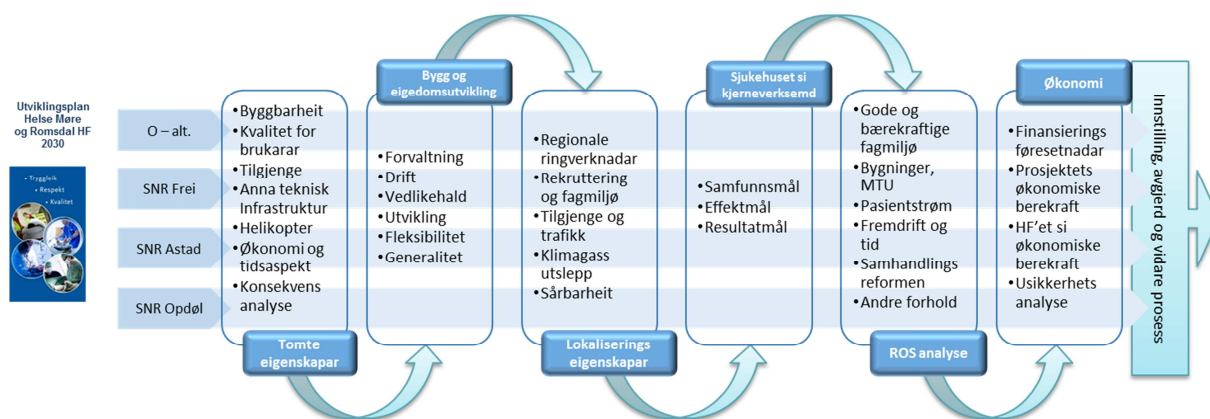 Utviklingsplan
Helse Møre
og Romsdal HF
2030
• Tryggleik
• Respekt
• Kvalitet
O – alt.
SNR Frei
SNR Astad
SNR Opdøl
•Byggbarheit
•Kvalitet for
brukarar
•Tilgjenge
•Anna teknisk
Infrastruktur
•Helikopter
•Økonomi og
tidsaspekt
•Konsekvens
analyse
Tomte
eigenskapar
Bygg og
eigedomsutvikling
•Forvaltning
•Drift
•Vedlikehald
•Utvikling
•Fleksibilitet
•Generalitet
•Regionale
ringverknadar
•Rekruttering
og fagmiljø
•Tilgjenge og
trafikk
•Klimagass
utslepp
•Sårbarheit
Lokaliserings
eigenskapar
Sjukehuset si
kjerneverksemd
•Samfunnsmål
•Effektmål
•Resultatmål
•Gode og
bærekraftige
fagmiljø
•Bygninger,
MTU
•Pasientstrøm
•Fremdrift og
tid
•Samhandlings
reformen
•Andre forhold
ROS analyse
Økonomi
•Finansierings
føresetnadar
•Prosjektets
økonomiske
berekraft
•HF'et si
økonomiske
berekraft
•Usikkerhets
analyse
Innstilling, avgjerd og vidare prosess